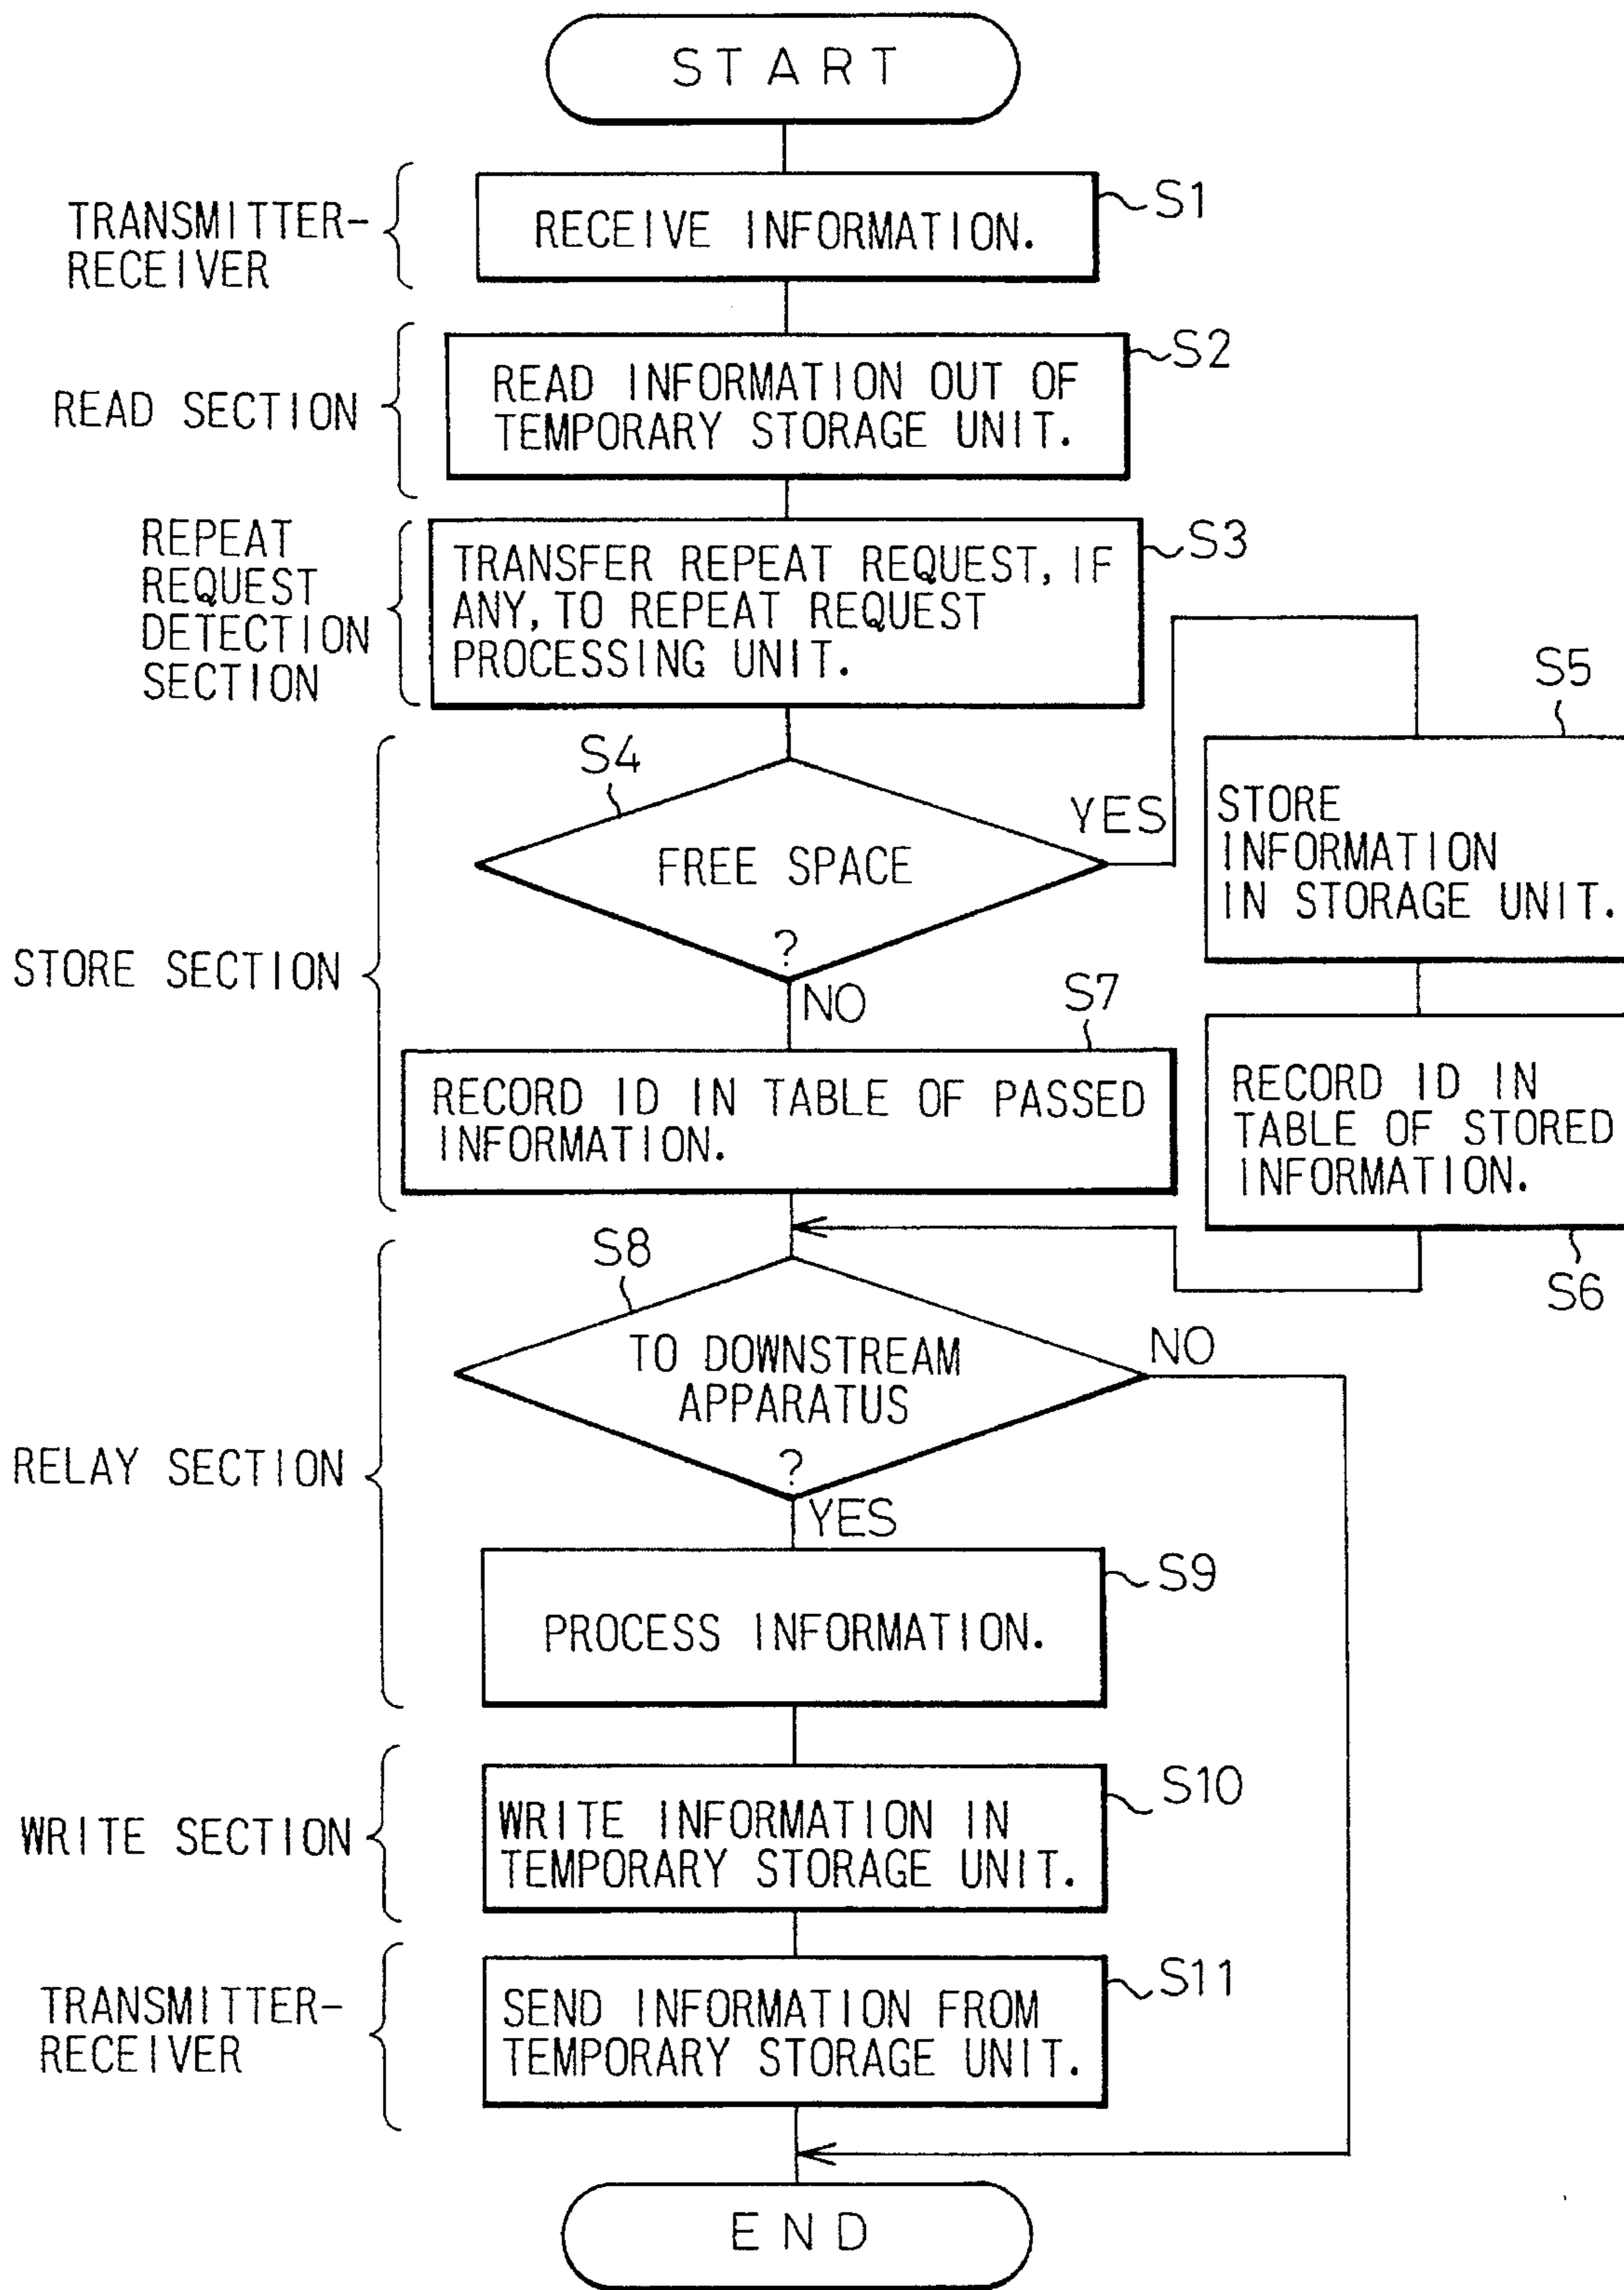 START
TRANSMITTER-
RECEIVER
RECEIVE INFORMATION.
S1
READ SECTION
READ INFORMATION OUT OF
TEMPORARY STORAGE UNIT.
S2
REPEAT
REQUEST
DETECTION
SECTION
TRANSFER REPEAT REQUEST, IF
ANY, TO REPEAT REQUEST
PROCESSING UNIT.
S3
STORE SECTION
S4
FREE SPACE
?
YES
NO
S5
STORE
INFORMATION
IN STORAGE UNIT.
S7
RECORD ID IN TABLE OF PASSED
INFORMATION.
RECORD ID IN
TABLE OF STORED
INFORMATION.
S6
RELAY SECTION
S8
TO DOWNSTREAM
APPARATUS
?
NO
YES
S9
PROCESS INFORMATION.
WRITE SECTION
WRITE INFORMATION IN
TEMPORARY STORAGE UNIT.
S10
TRANSMITTER-
RECEIVER
SEND INFORMATION FROM
TEMPORARY STORAGE UNIT.
S11
END